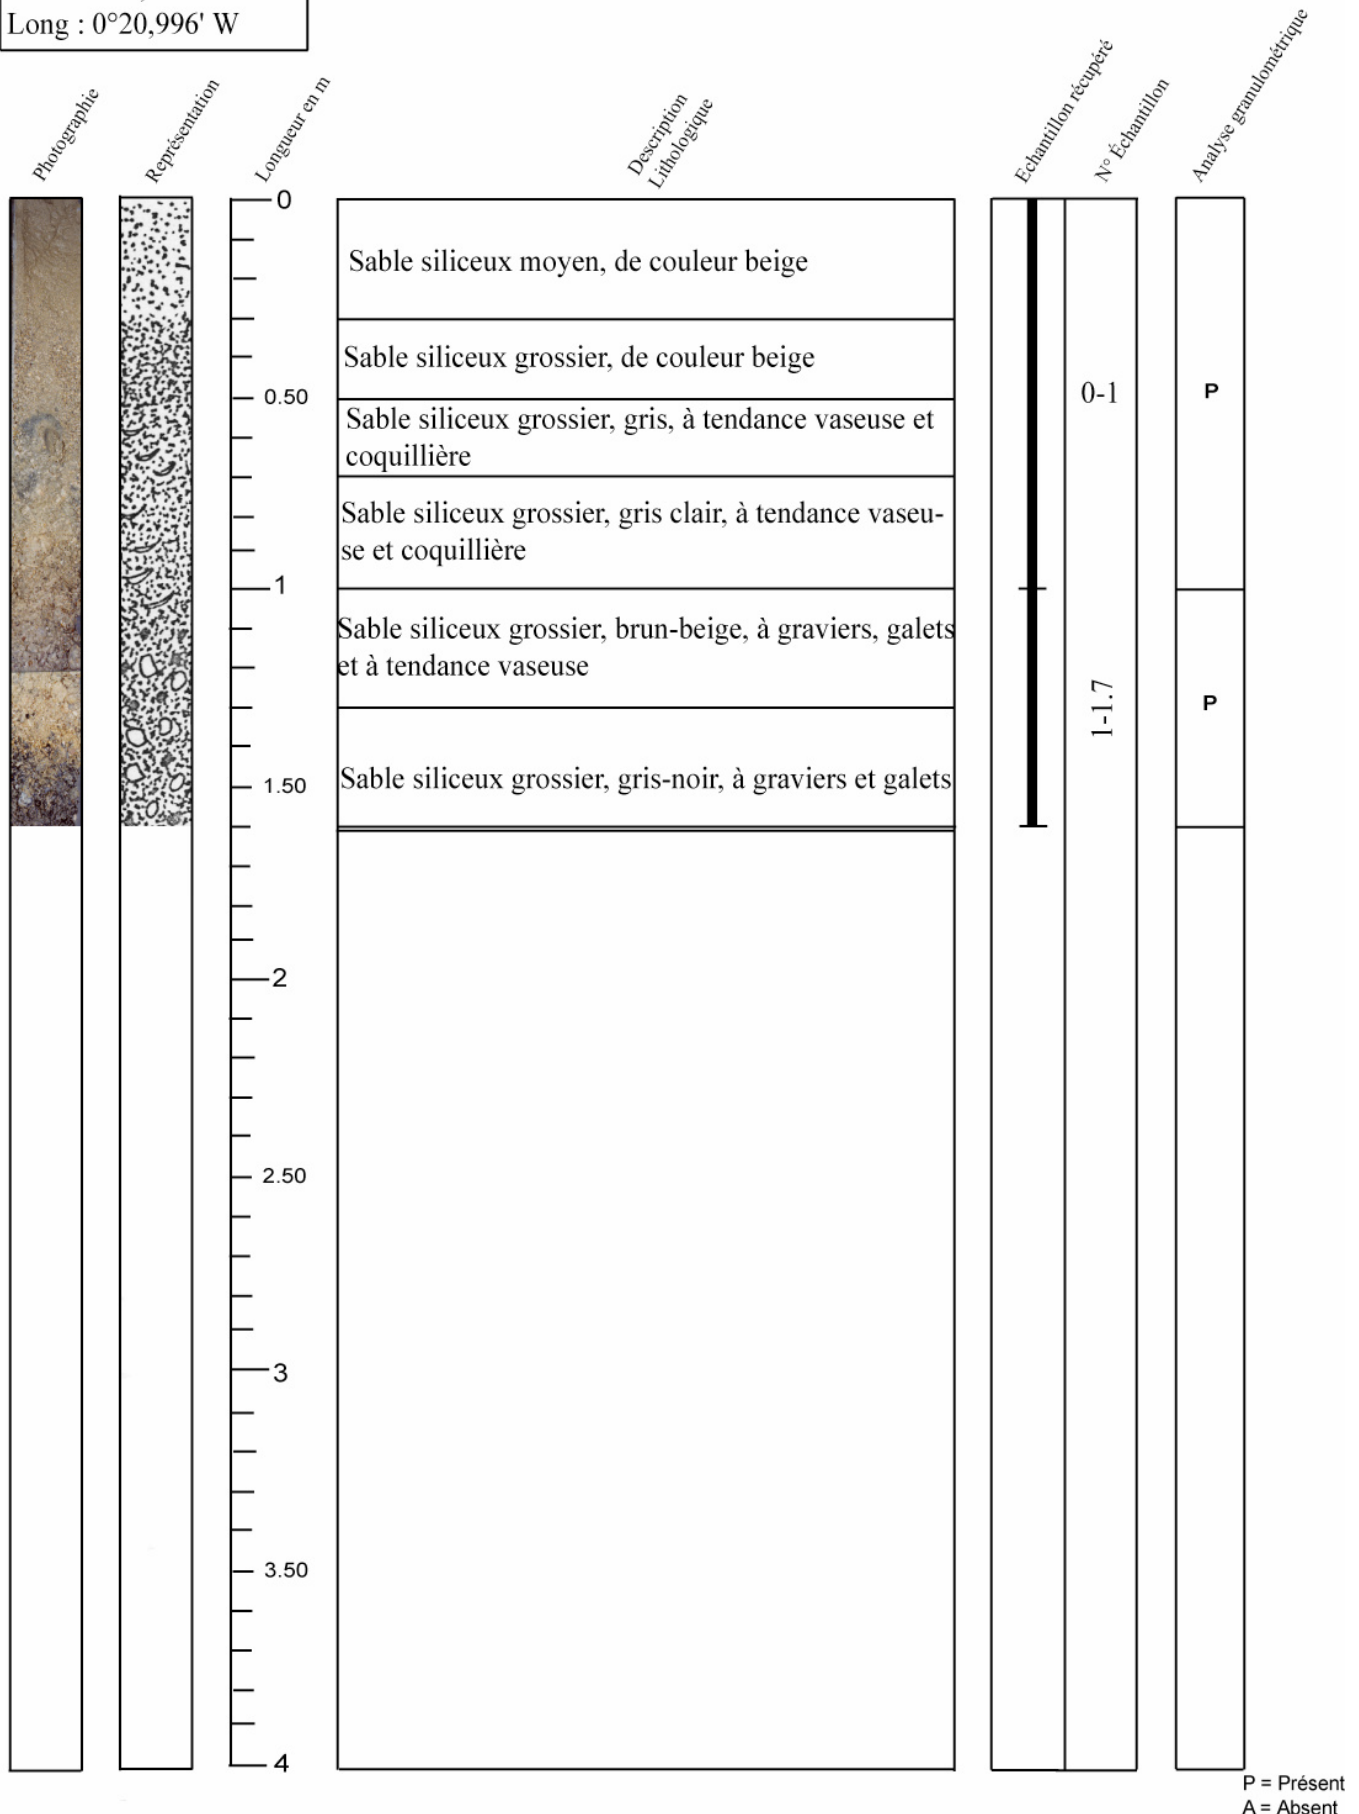 Long : 0°20,996' W
Photographie
Représentation
Longueur en m
Description
Lithologique
Echantillon récupéré
N° Échantillon
Analyse granulométrique
0
Sable siliceux moyen, de couleur beige
Sable siliceux grossier, de couleur beige
0.50
0-1
P
Sable siliceux grossier, gris, à tendance vaseuse et
coquillière
Sable siliceux grossier, gris clair, à tendance vaseu-
se et coquillière
1
Sable siliceux grossier, brun-beige, à graviers, galets
et à tendance vaseuse
1-1.7
P
1.50
Sable siliceux grossier, gris-noir, à graviers et galets
2
2.50
3
3.50
4
P = Présent
A = Absent